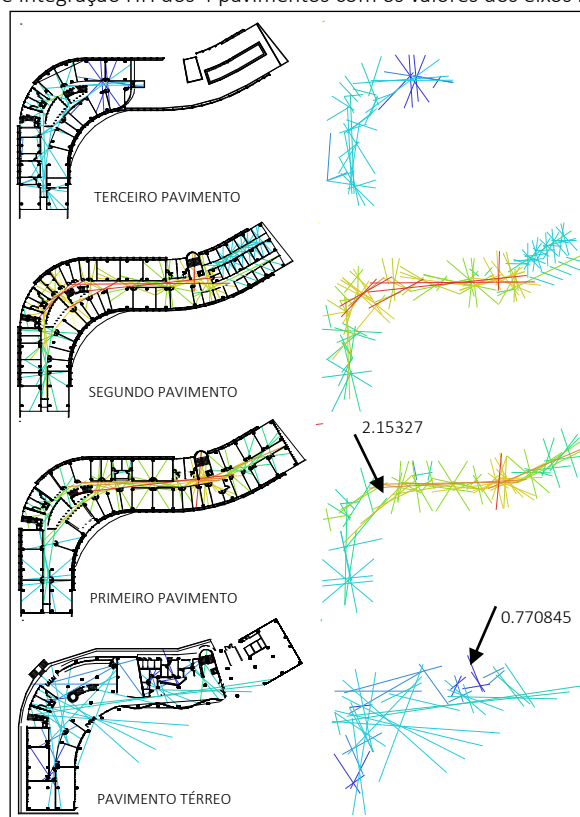 e Integração HH dos 4 pavimentos com os valores dos eixos
TERCEIRO PAVIMENTO
SEGUNDO PAVIMENTO
2.15327
PRIMEIRO PAVIMENTO
0.770845
PAVIMENTO TÉRREO